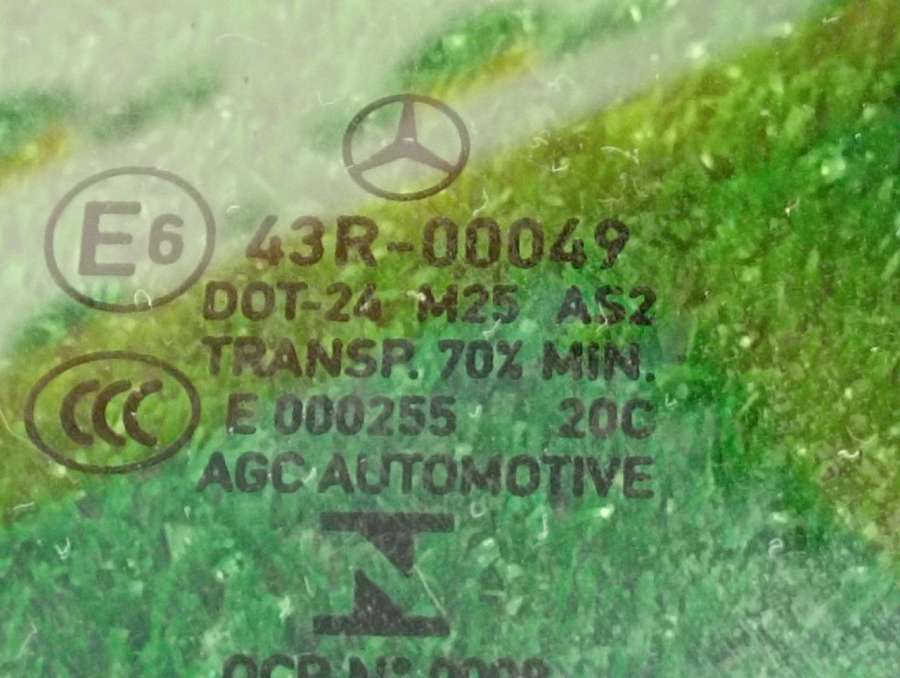 E6 43R-00049
DOT-24 M25 AS2
TRANSP. 70% MIN.
CCC E 000255 20C
AGC AUTOMOTIVE